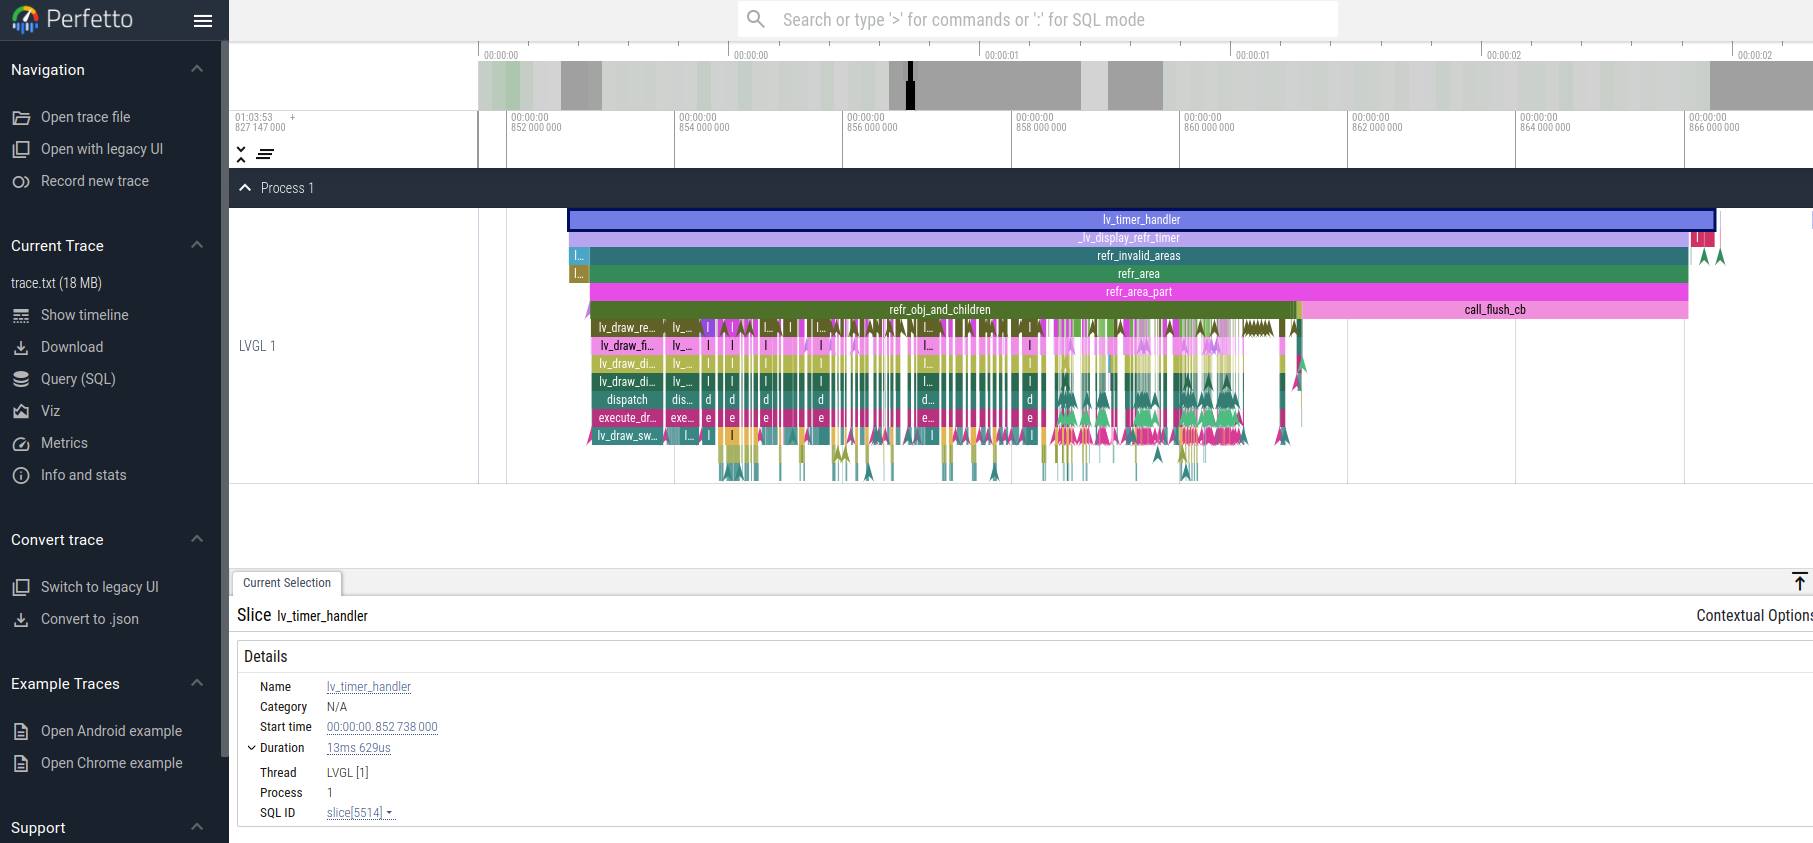 Perfetto
Search or type '>' for commands or ':' for SQL mode
Navigation
Open trace file
Open with legacy UI
Record new trace
Current Trace
trace.txt (18 MB)
Show timeline
Download
Query (SQL)
Viz
Metrics
Info and stats
Convert trace
Switch to legacy UI
Convert to .json
Example Traces
Open Android example
Open Chrome example
Support
00:00:00 00:00:00 00:00:01 00:00:01 00:00:02 00:00:02
01:03:53 + 00:00:00 00:00:00 00:00:00 00:00:00 00:00:00 00:00:00 00:00:00 00:00:00
827 147 000 852 000 000 854 000 000 856 000 000 858 000 000 860 000 000 862 000 000 864 000 000 866 000 000
Process 1
LVGL 1
lv_timer_handler
_lv_display_refr_timer
l... refr_invalid_areas
l... refr_area
refr_area_part
refr_obj_and_children call_flush_cb
lv_draw_re... lv_... l l l... l l... l... l
lv_draw_fi... lv_... l l l l l... l
lv_draw_di... lv_... l l l l l... l
lv_draw_di... lv_... l l l l l... l
dispatch dis... d d d d d... d
execute_dr... exe... e e e e e... e
lv_draw_sw... l... l l l l
Current Selection
Slice lv_timer_handler
Contextual Options
Details
Name lv_timer_handler
Category N/A
Start time 00:00:00.852 738 000
Duration 13ms 629us
Thread LVGL [1]
Process 1
SQL ID slice[5514]